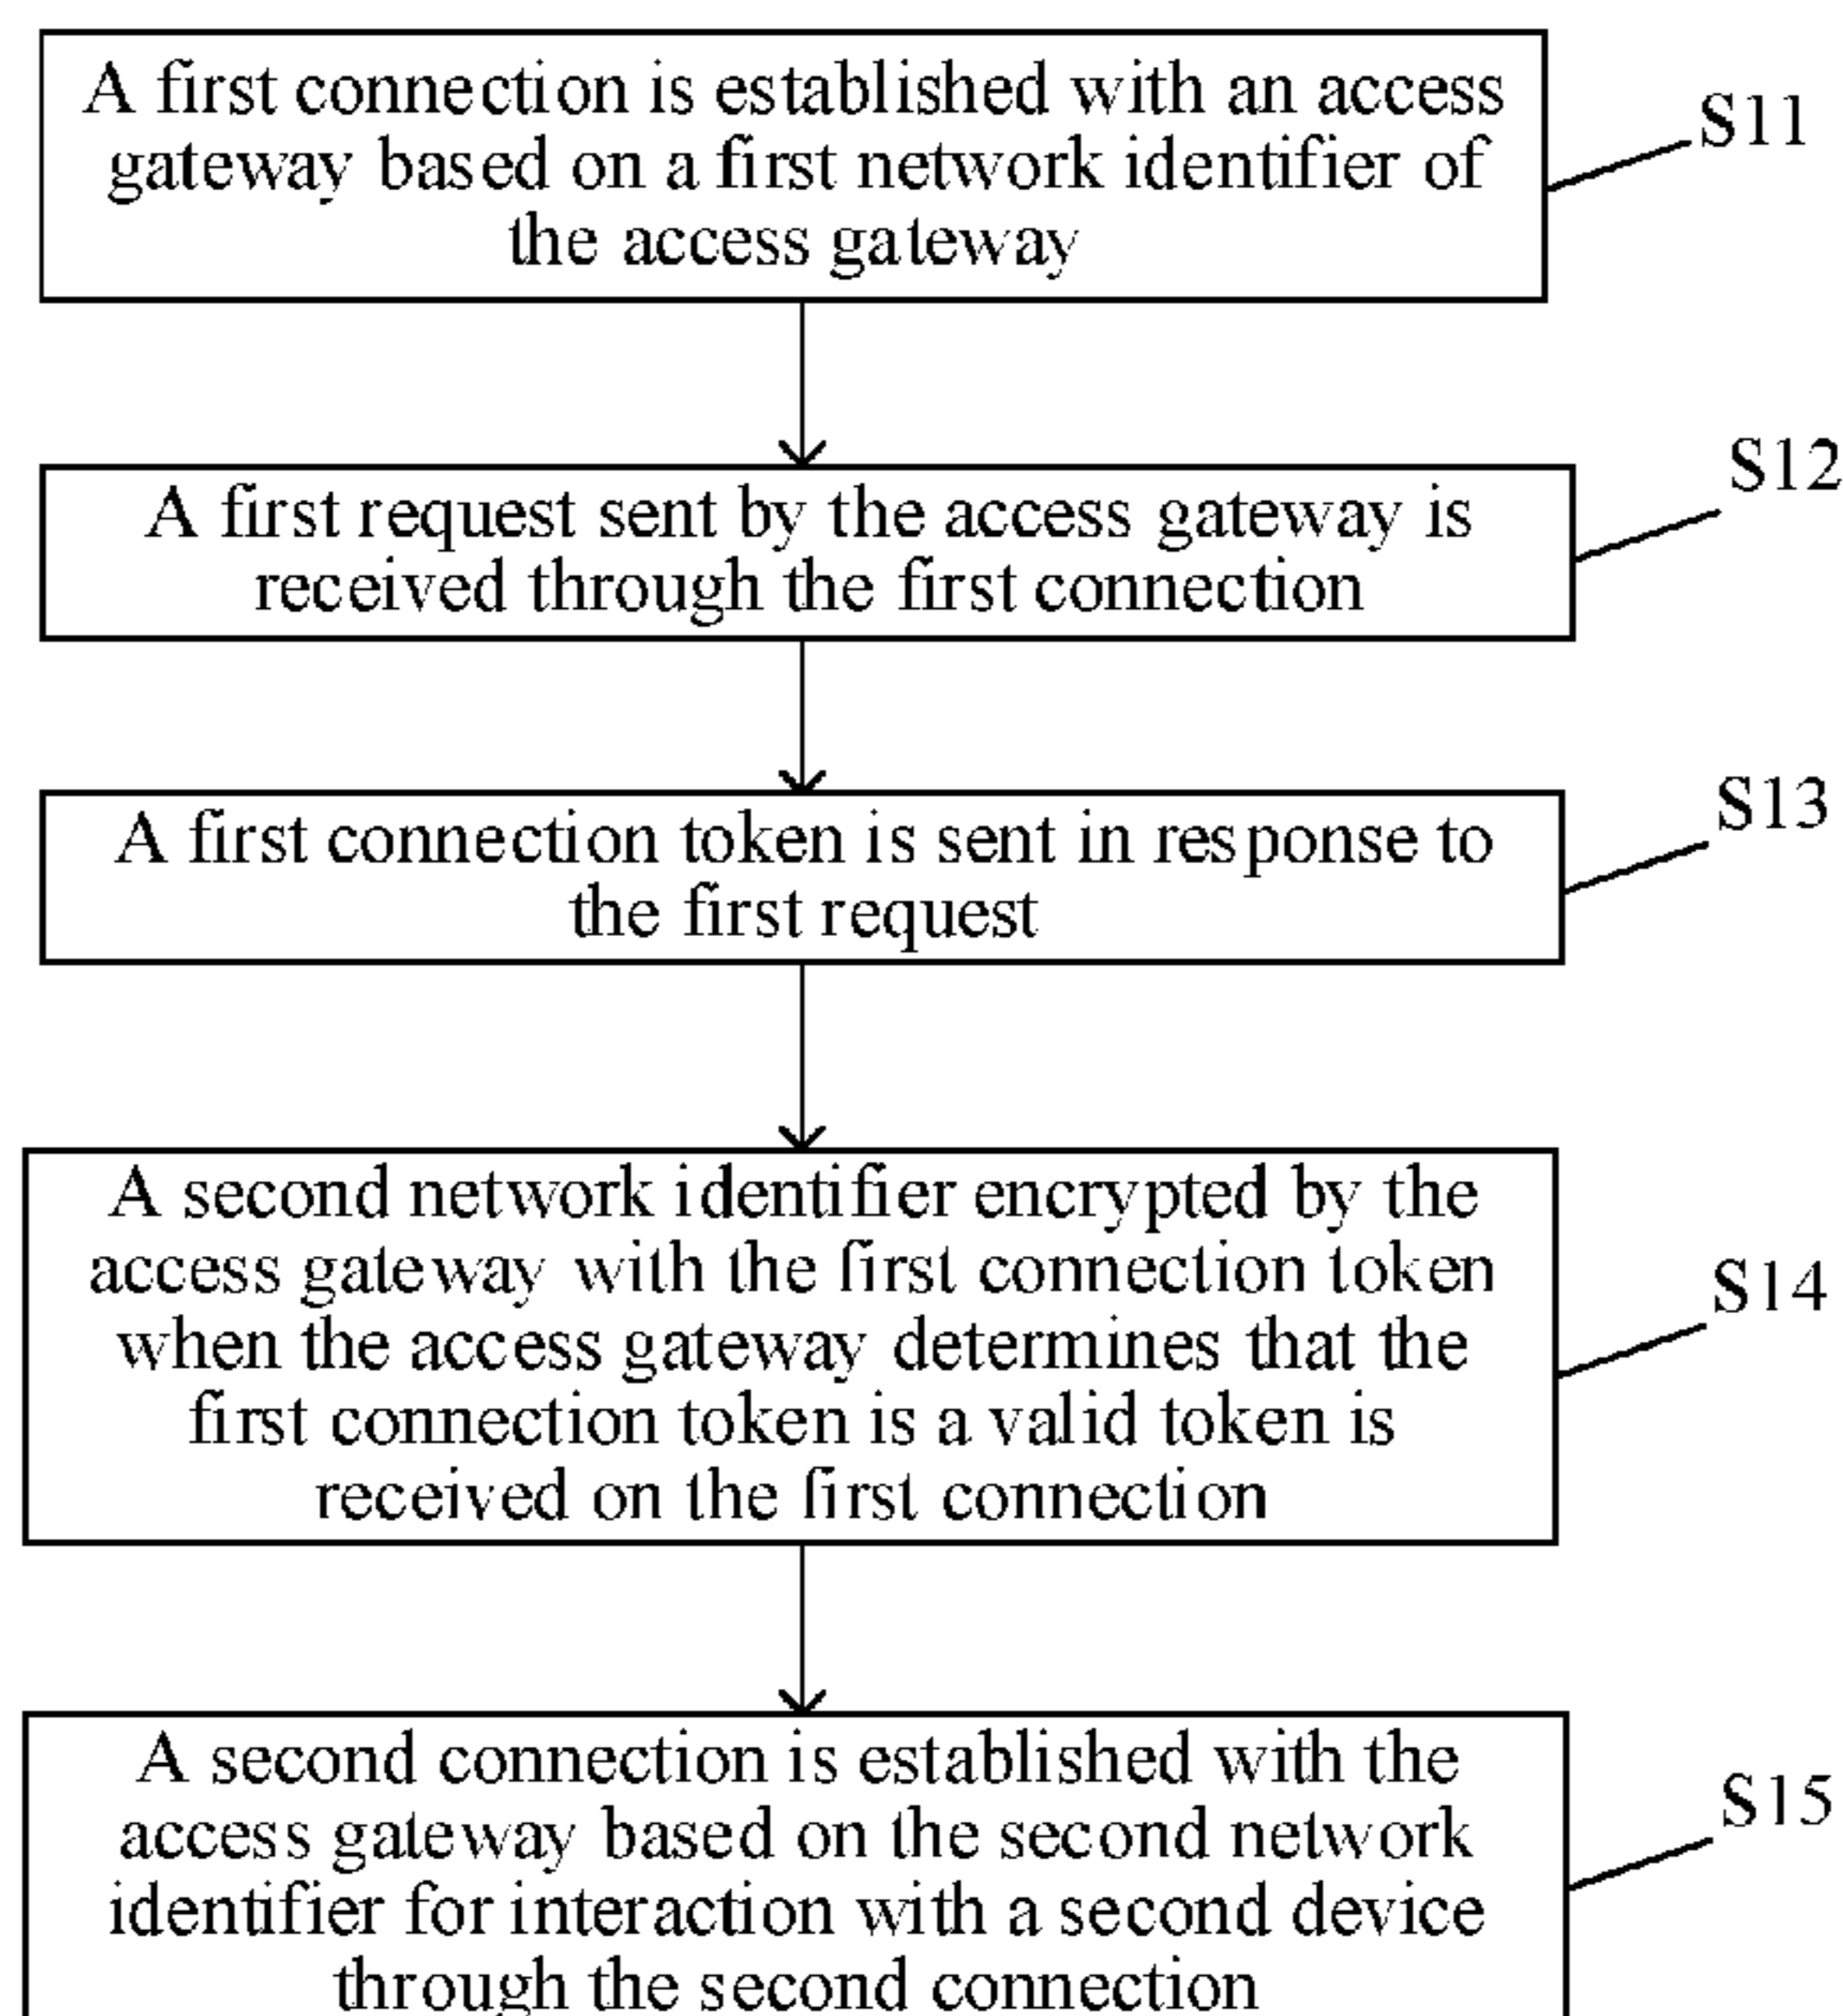 A first connection is established with an access
gateway based on a first network identifier of
the access gateway
S11
A first request sent by the access gateway is
received through the first connection
S12
A first connection token is sent in response to
the first request
S13
A second network identifier encrypted by the
access gateway with the first connection token
when the access gateway determines that the
first connection token is a valid token is
received on the first connection
S14
A second connection is established with the
access gateway based on the second network
identifier for interaction with a second device
through the second connection
S15